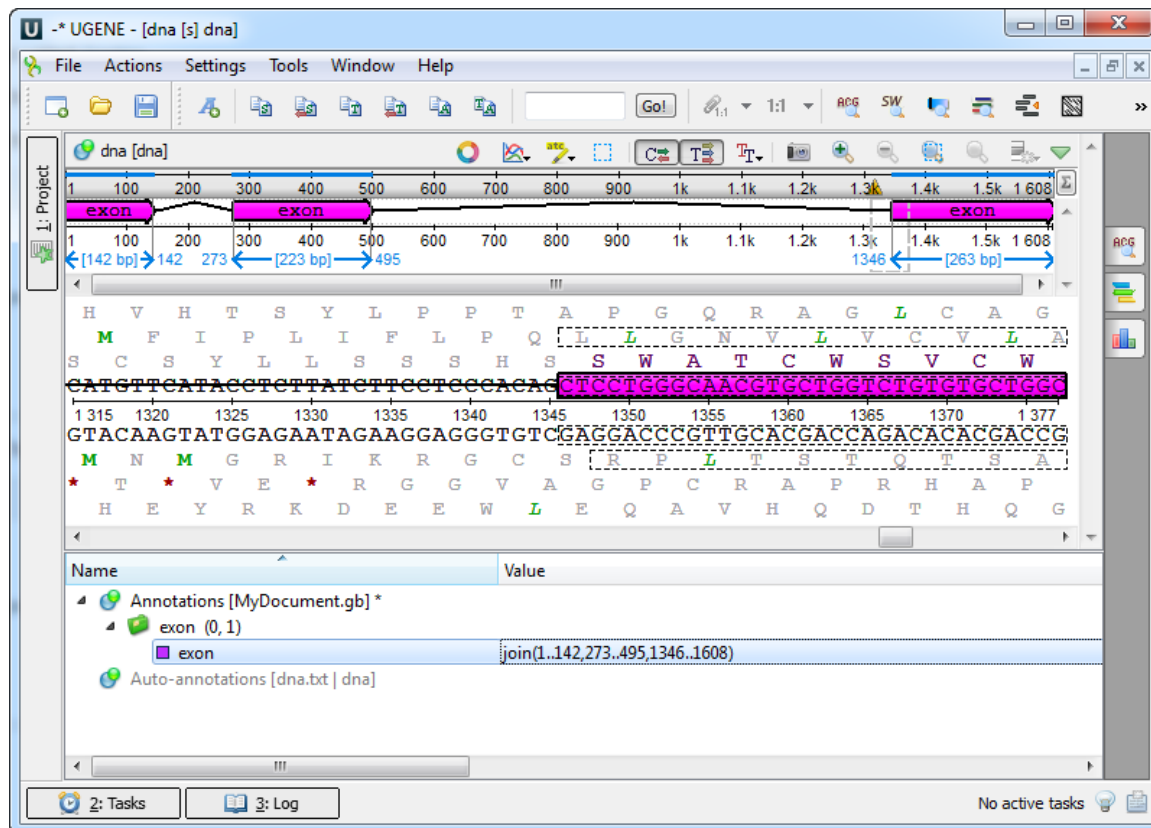 -* UGENE - [dna [s] dna]
File Actions Settings Tools Window Help
Go! 1:1 ACG SW »
1: Project
dna [dna]
1 100 200 300 400 500 600 700 800 900 1k 1.1k 1.2k 1.3k 1.4k 1.5k 1 608
exon exon exon
1 100 200 300 400 500 600 700 800 900 1k 1.1k 1.2k 1.3k 1.4k 1.5k 1 608
[142 bp] 142 273 [223 bp] 495 1346 [263 bp]
H V H T S Y L P P T A P G Q R A G L C A G
M F I P L I F L P Q L L G N V L V C V L A
S C S Y L L S S S H S S W A T C W S V C W
CATGTTCATACCTCTTATCTTCCTCCCACAGCTCCTGGGCAACGTGCTGGTCTGTGTGCTGGC
1 315 1320 1325 1330 1335 1340 1345 1350 1355 1360 1365 1370 1 377
GTACAAGTATGGAGAATAGAAGGAGGGTGTCGAGGACCCGTTGCACGACCAGACACACGACCG
M N M G R I K R G C S R P L T S T Q T S A
* T * V E * R G G V A G P C R A P R H A P
H E Y R K D E E W L E Q A V H Q D T H Q G
Name Value
Annotations [MyDocument.gb] *
exon (0, 1)
exon join(1..142,273..495,1346..1608)
Auto-annotations [dna.txt | dna]
2: Tasks 3: Log No active tasks